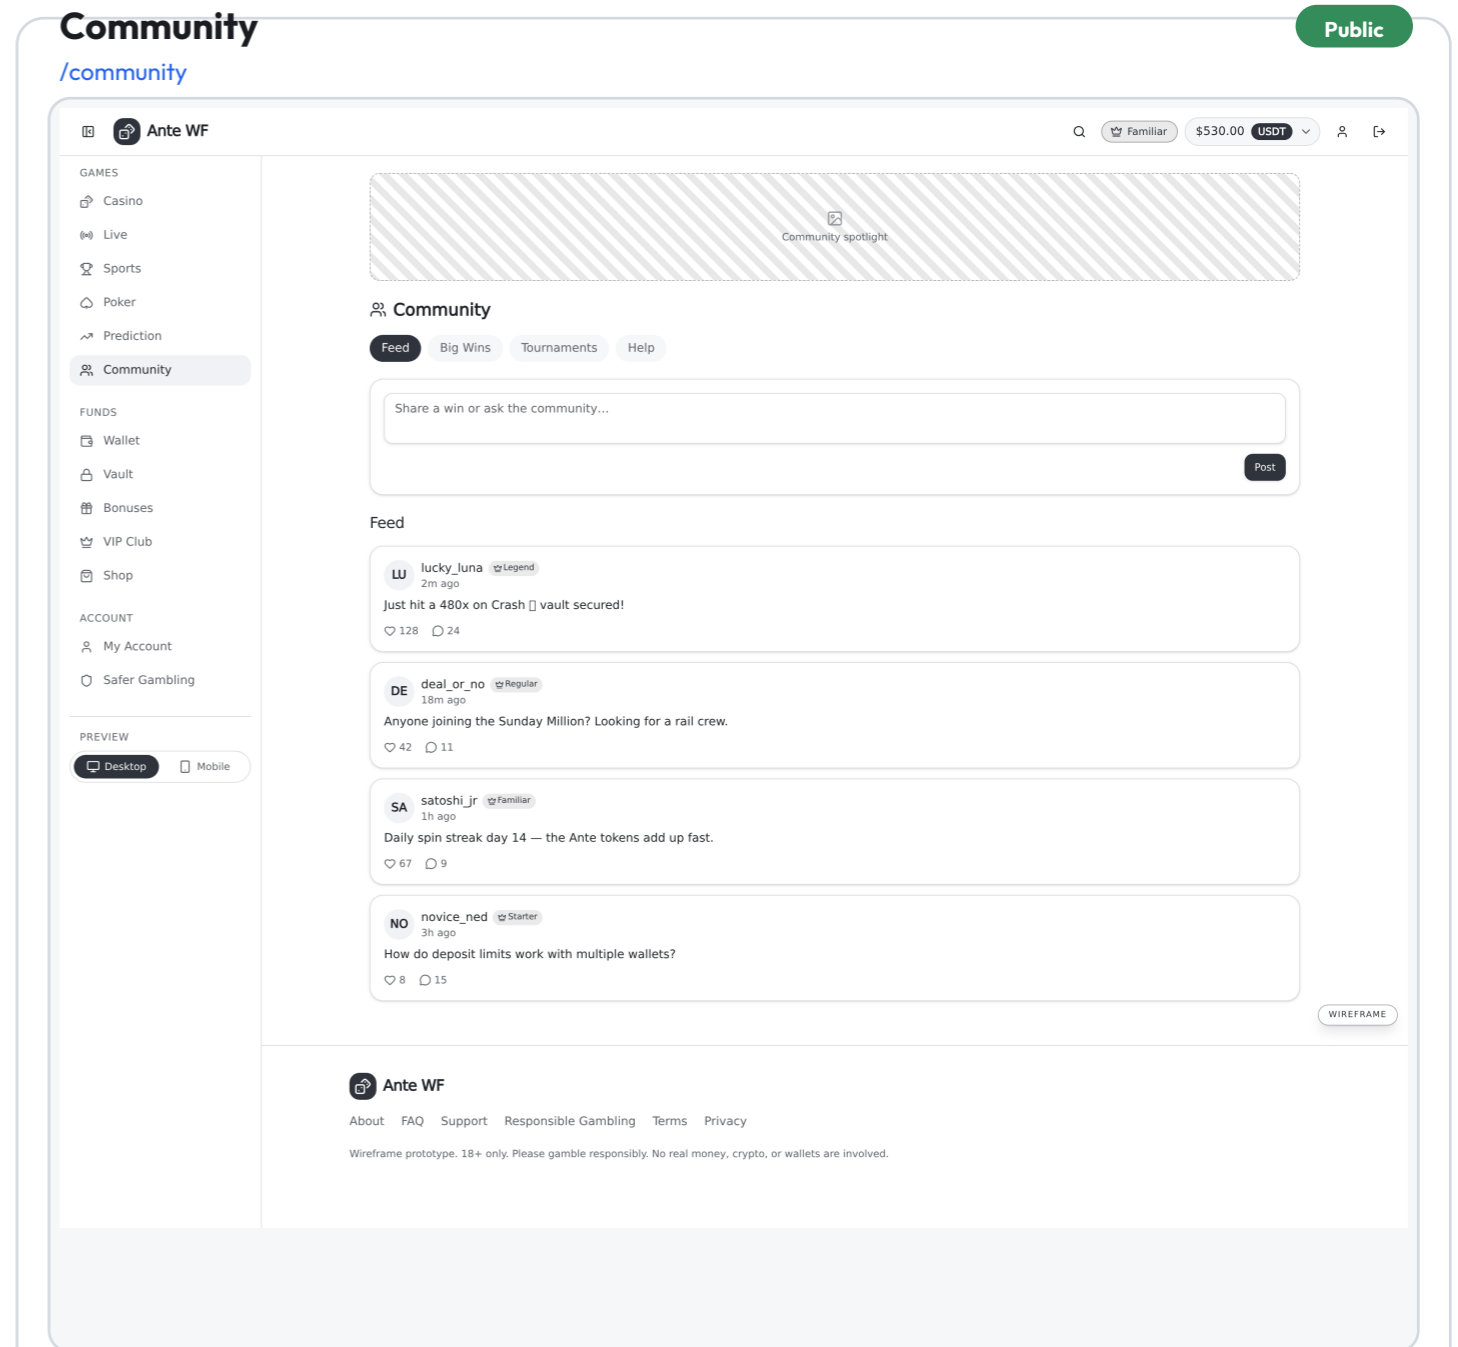 Community
Public
/community
Ante WF
Familiar
$530.00 USDT
GAMES
Casino
Live
Sports
Poker
Prediction
Community
FUNDS
Wallet
Vault
Bonuses
VIP Club
Shop
ACCOUNT
My Account
Safer Gambling
PREVIEW
Desktop Mobile
Community spotlight
Community
Feed Big Wins Tournaments Help
Share a win or ask the community...
Post
Feed
LU
lucky_luna Legend
2m ago
Just hit a 480x on Crash ▯ vault secured!
128 24
DE
deal_or_no Regular
18m ago
Anyone joining the Sunday Million? Looking for a rail crew.
42 11
SA
satoshi_jr Familiar
1h ago
Daily spin streak day 14 — the Ante tokens add up fast.
67 9
NO
novice_ned Starter
3h ago
How do deposit limits work with multiple wallets?
8 15
WIREFRAME
Ante WF
About FAQ Support Responsible Gambling Terms Privacy
Wireframe prototype. 18+ only. Please gamble responsibly. No real money, crypto, or wallets are involved.